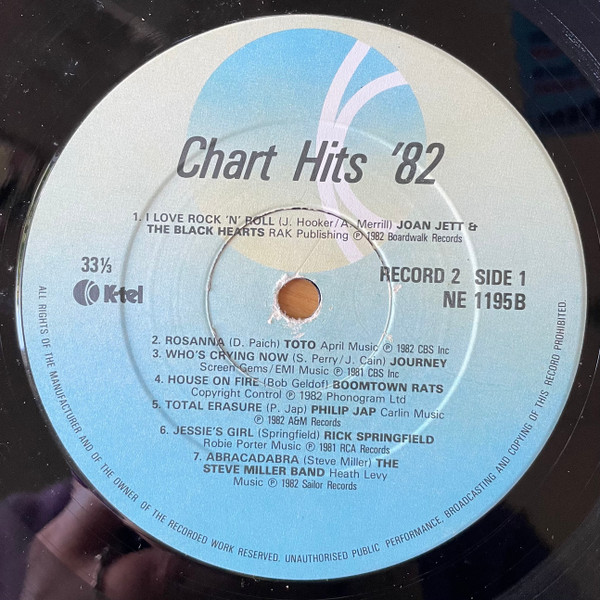 Chart Hits '82
1. I LOVE ROCK 'N' ROLL (J. Hooker/A. Merrill) JOAN JETT &
THE BLACK HEARTS RAK Publishing ℗ 1982 Boardwalk Records
33⅓
K-tel
RECORD 2 SIDE 1
NE 1195B
2. ROSANNA (D. Paich) TOTO April Music ℗ 1982 CBS Inc
3. WHO'S CRYING NOW (S. Perry/J. Cain) JOURNEY
Screen Gems/EMI Music ℗ 1981 CBS Inc
4. HOUSE ON FIRE (Bob Geldof) BOOMTOWN RATS
Copyright Control ℗ 1982 Phonogram Ltd
5. TOTAL ERASURE (P. Jap) PHILIP JAP Carlin Music
℗ 1982 A&M Records
6. JESSIE'S GIRL (Springfield) RICK SPRINGFIELD
Robie Porter Music ℗ 1981 RCA Records
7. ABRACADABRA (Steve Miller) THE
STEVE MILLER BAND Heath Levy
Music ℗ 1982 Sailor Records
ALL RIGHTS OF THE MANUFACTURER AND OF THE OWNER OF THE RECORDED WORK RESERVED. UNAUTHORISED PUBLIC PERFORMANCE, BROADCASTING AND COPYING OF THIS RECORD PROHIBITED.